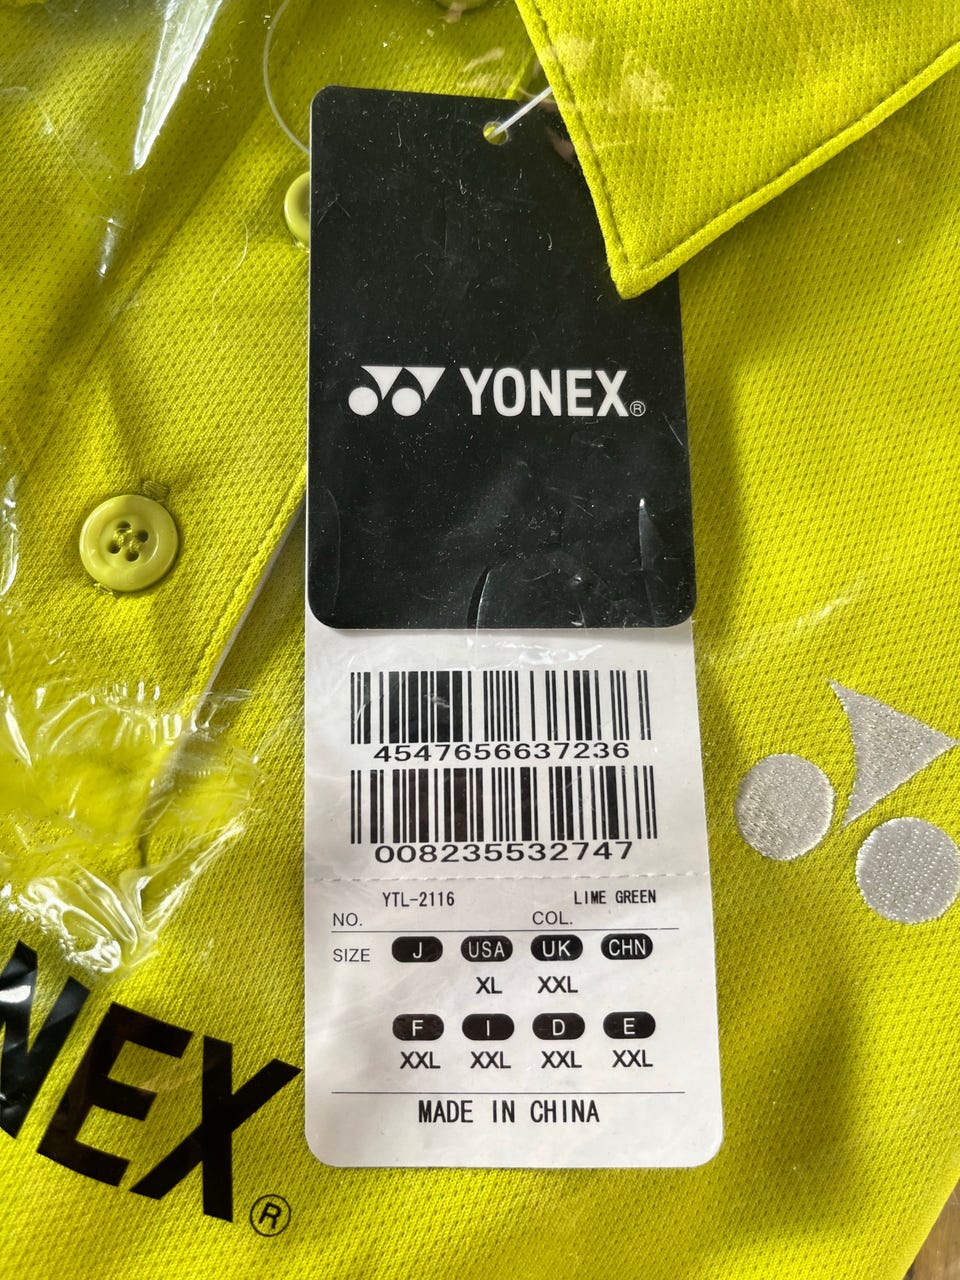 YONEX®
4547656637236
008235532747
YTL-2116 LIME GREEN
NO. COL.
SIZE J USA UK CHN
XL XXL
F I D E
XXL XXL XXL XXL
MADE IN CHINA
NEX®